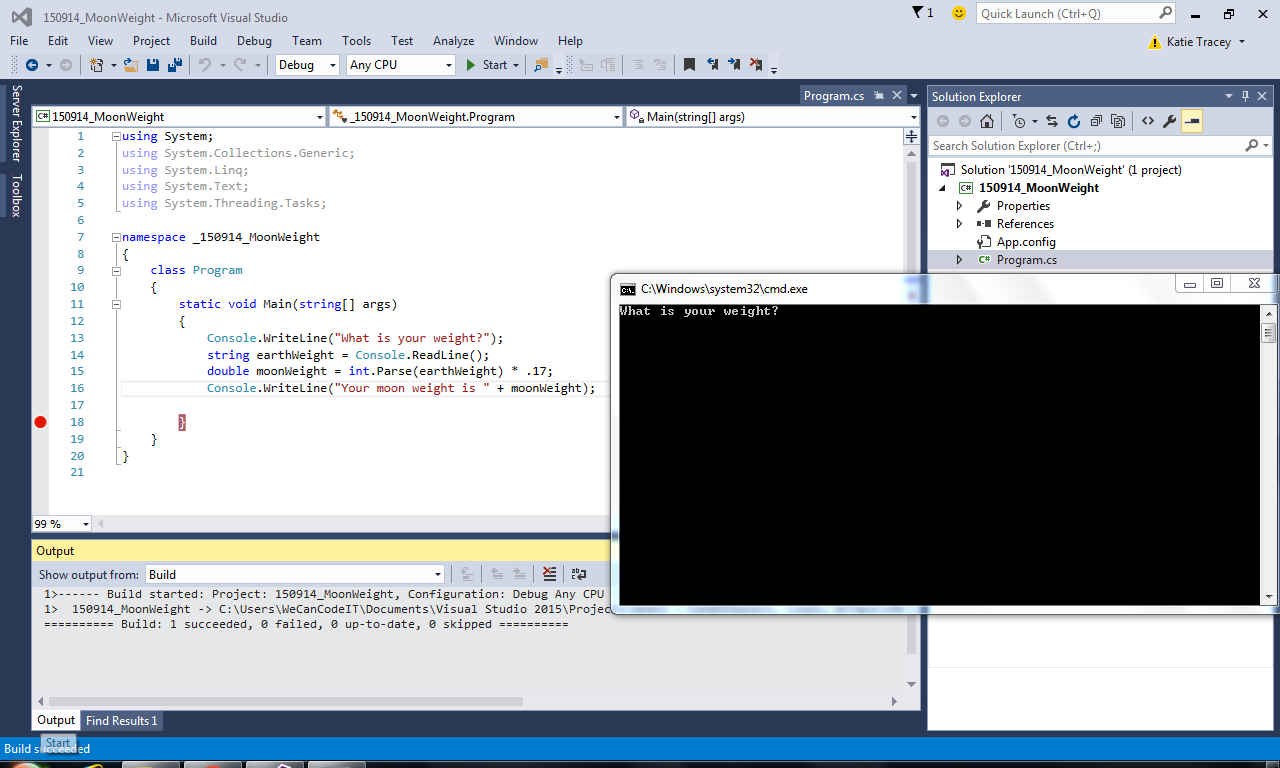 150914_MoonWeight - Microsoft Visual Studio
1
Quick Launch (Ctrl+Q)
File Edit View Project Build Debug Team Tools Test Analyze Window Help
Katie Tracey
Debug Any CPU Start
Server Explorer
Toolbox
Program.cs
150914_MoonWeight
_150914_MoonWeight.Program
Main(string[] args)
1 using System;
2 using System.Collections.Generic;
3 using System.Linq;
4 using System.Text;
5 using System.Threading.Tasks;
6
7 namespace _150914_MoonWeight
8 {
9 class Program
10 {
11 static void Main(string[] args)
12 {
13 Console.WriteLine("What is your weight?");
14 string earthWeight = Console.ReadLine();
15 double moonWeight = int.Parse(earthWeight) * .17;
16 Console.WriteLine("Your moon weight is " + moonWeight);
17
18 }
19 }
20 }
21
99 %
Solution Explorer
Search Solution Explorer (Ctrl+;)
Solution '150914_MoonWeight' (1 project)
C# 150914_MoonWeight
Properties
References
App.config
C# Program.cs
C:\Windows\system32\cmd.exe
What is your weight?
Output
Show output from: Build
1>------ Build started: Project: 150914_MoonWeight, Configuration: Debug Any CPU
1> 150914_MoonWeight -> C:\Users\WeCanCodeIT\Documents\Visual Studio 2015\Projec
========== Build: 1 succeeded, 0 failed, 0 up-to-date, 0 skipped ==========
Output Find Results 1
Start
Build succeeded